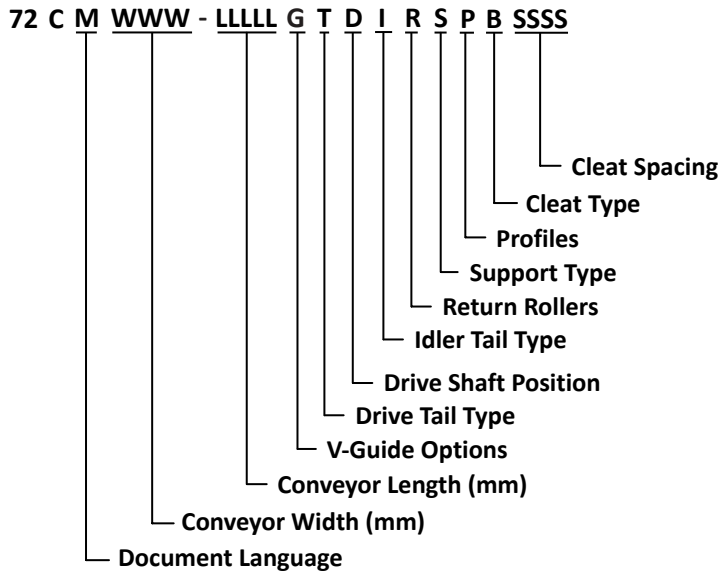 72 C M WWW - LLLLL G T D I R S P B SSSS
Cleat Spacing
Cleat Type
Profiles
Support Type
Return Rollers
Idler Tail Type
Drive Shaft Position
Drive Tail Type
V-Guide Options
Conveyor Length (mm)
Conveyor Width (mm)
Document Language